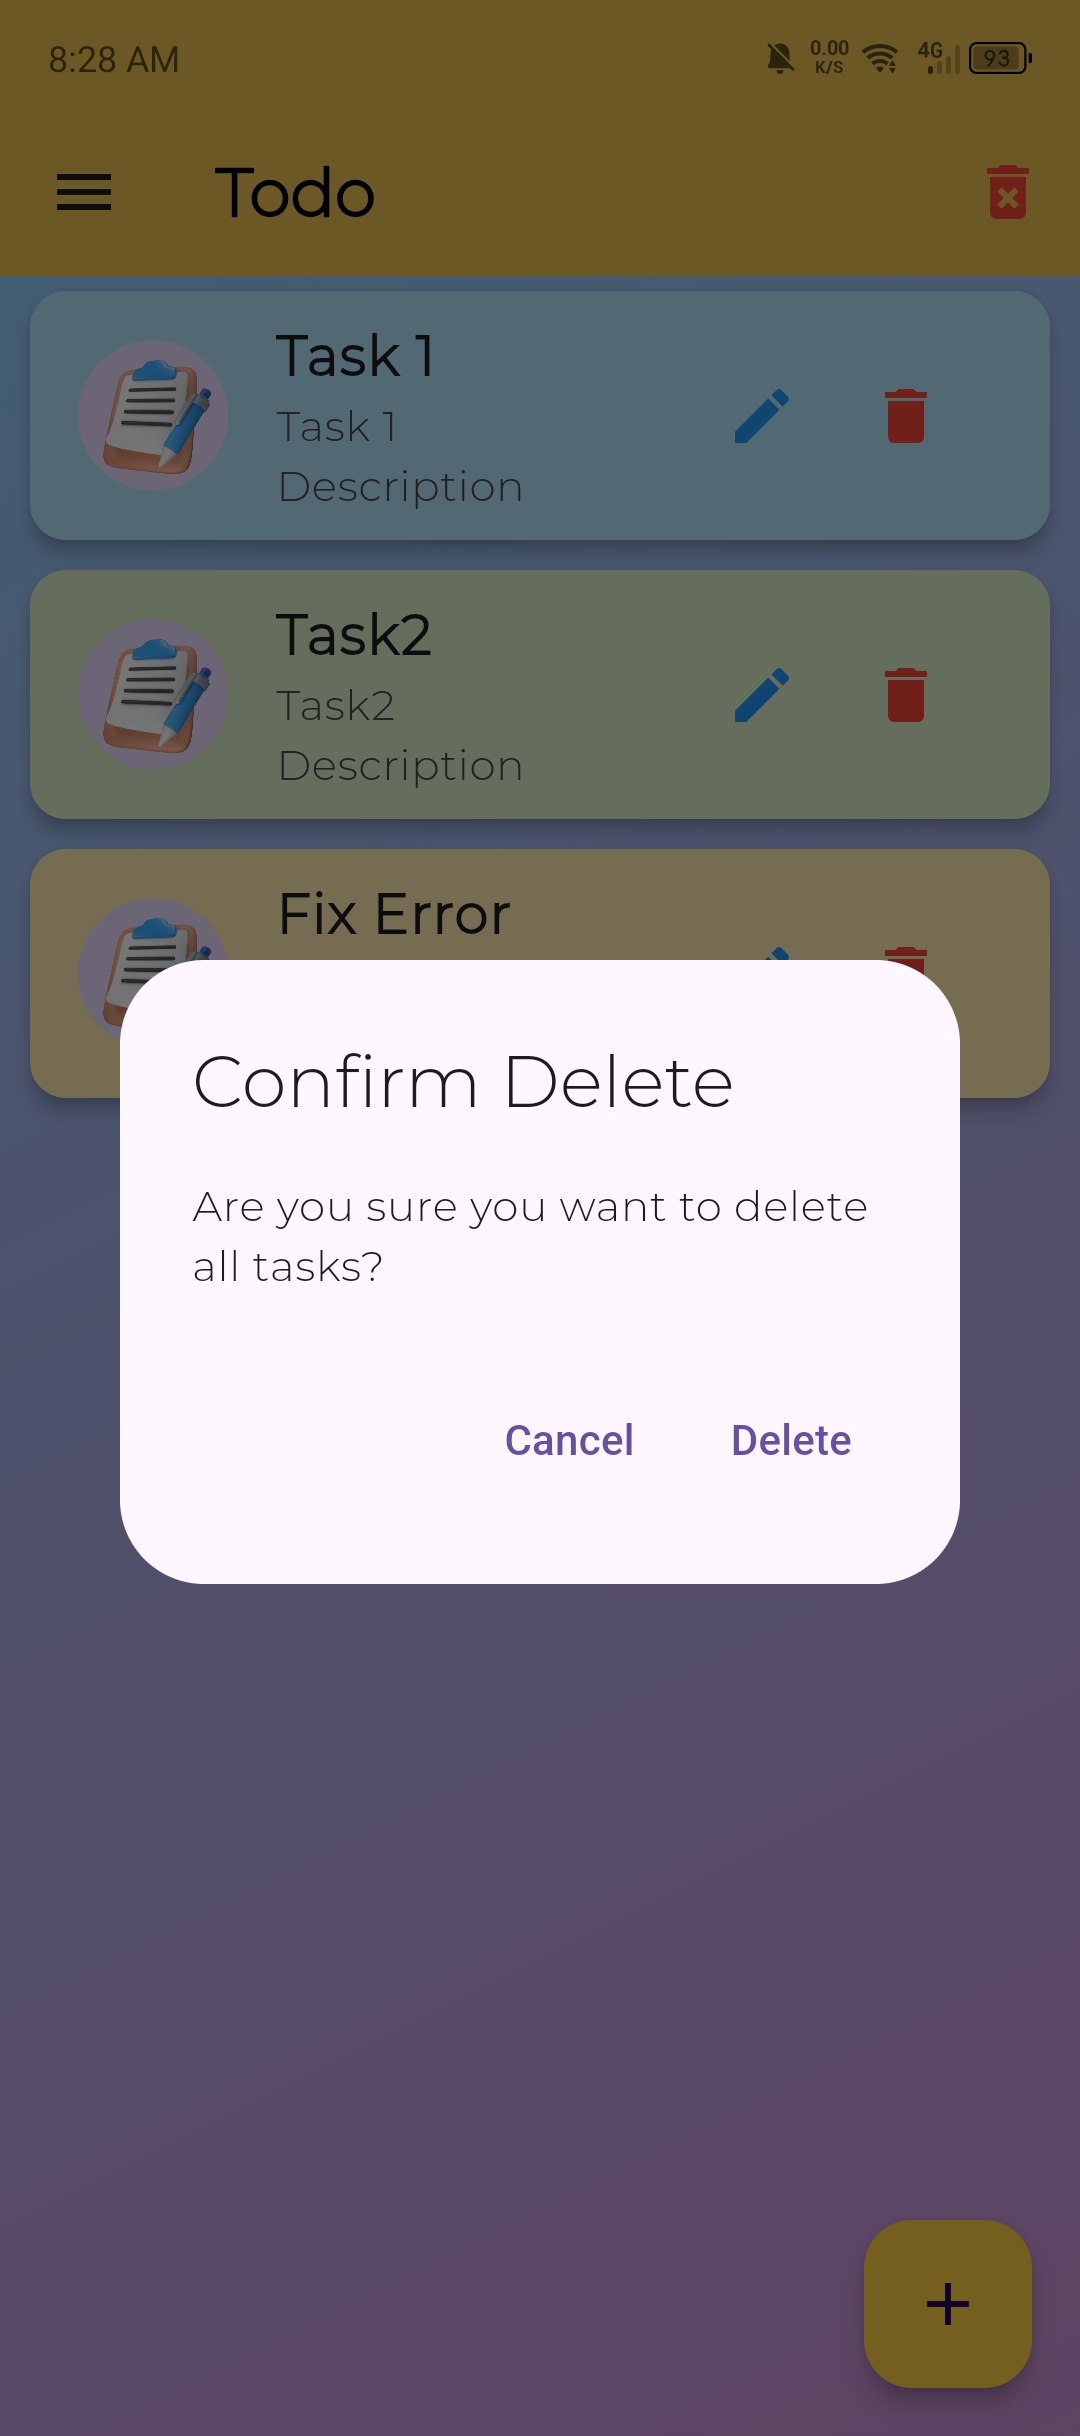 8:28 AM
0.00
K/S
4G
93
Todo
Task 1
Task 1
Description
Task2
Task2
Description
Fix Error
Confirm Delete
Are you sure you want to delete
all tasks?
Cancel
Delete